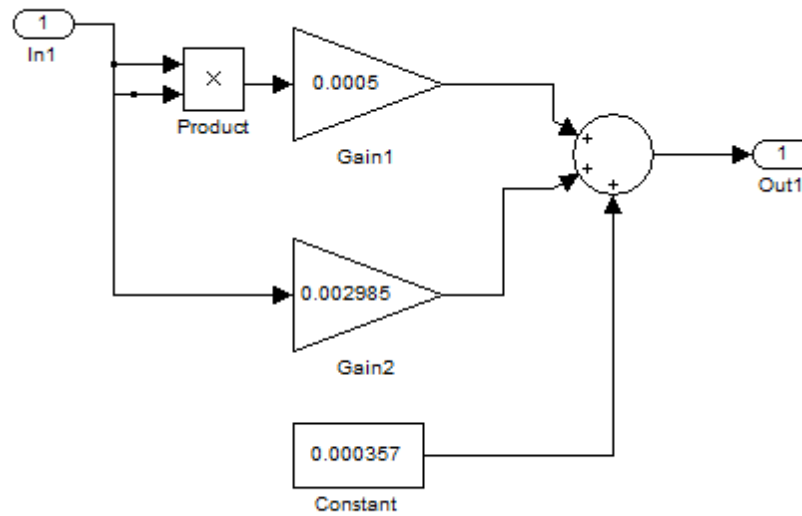 1
In1
×
Product
0.0005
Gain1
+
+
+
1
Out1
0.002985
Gain2
0.000357
Constant